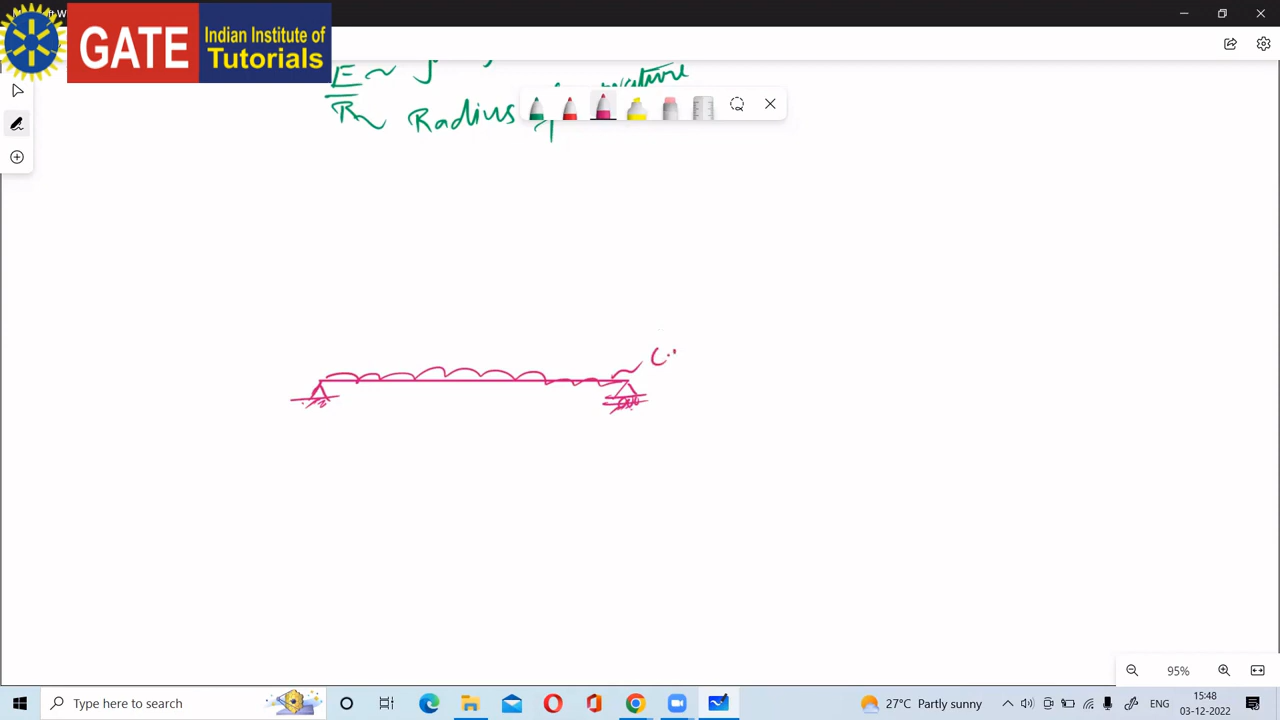 GATE
Indian Institute of
Tutorials
E
R Radius
95%
Type here to search
27°C Partly sunny
ENG
15:48
03-12-2022